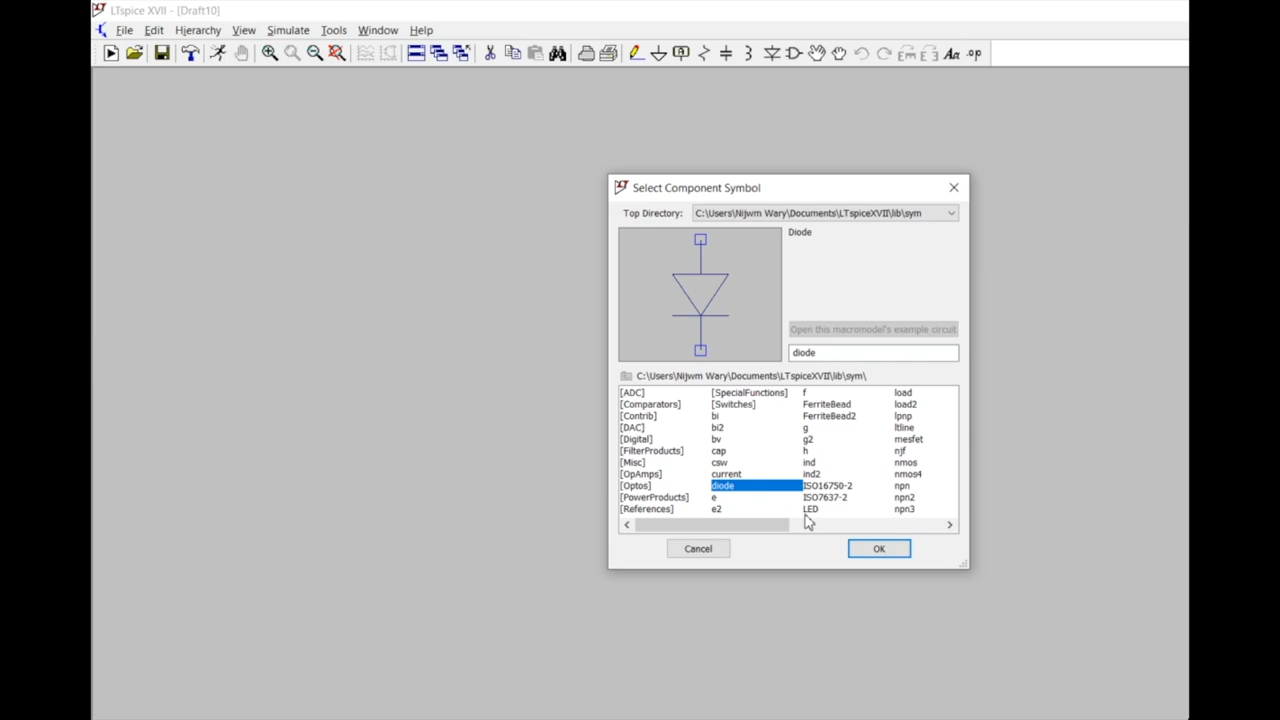 LTspice XVII - [Draft10]
File Edit Hierarchy View Simulate Tools Window Help
Aa .op
Select Component Symbol
Top Directory: C:\Users\Nijwm Wary\Documents\LTspiceXVII\lib\sym
Diode
Open this macromodel's example circuit
diode
C:\Users\Nijwm Wary\Documents\LTspiceXVII\lib\sym\
[ADC] [SpecialFunctions] f load
[Comparators] [Switches] FerriteBead load2
[Contrib] bi FerriteBead2 lpnp
[DAC] bi2 g ltline
[Digital] bv g2 mesfet
[FilterProducts] cap h njf
[Misc] csw ind nmos
[OpAmps] current ind2 nmos4
[Optos] diode ISO16750-2 npn
[PowerProducts] e ISO7637-2 npn2
[References] e2 LED npn3
Cancel OK